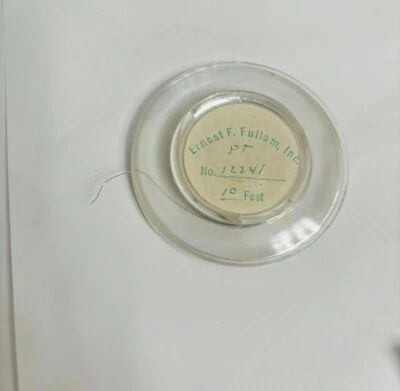 Ernest F. Fullam, Inc.
PT
No. 12241
10 Feet